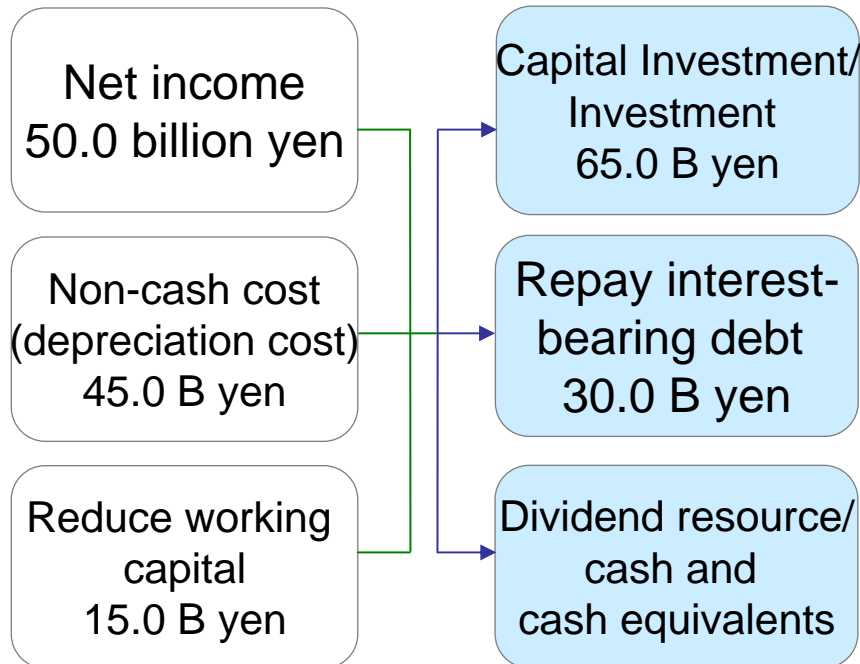 Net income
50.0 billion yen
Non-cash cost
(depreciation cost)
45.0 B yen
Reduce working
capital
15.0 B yen
Capital Investment/
Investment
65.0 B yen
Repay interest-
bearing debt
30.0 B yen
Dividend resource/
cash and
cash equivalents